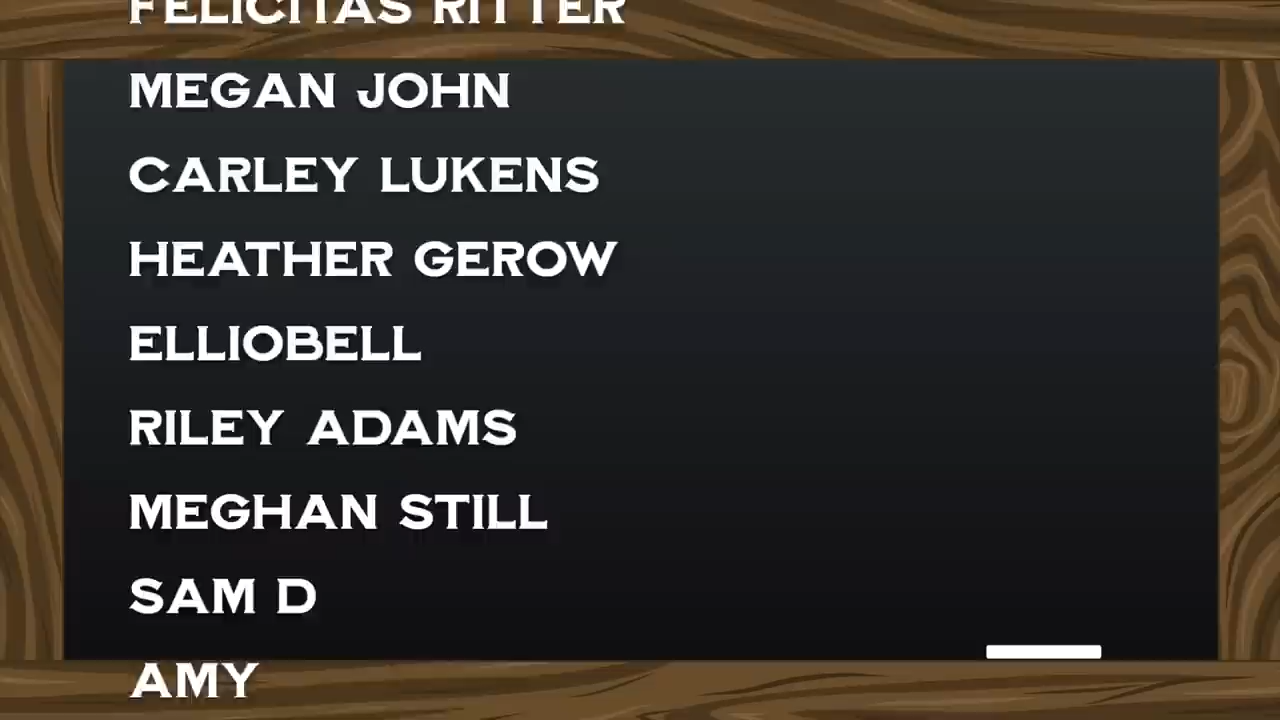 FELICITAS RITTER
MEGAN JOHN
CARLEY LUKENS
HEATHER GEROW
ELLIOBELL
RILEY ADAMS
MEGHAN STILL
SAM D
AMY